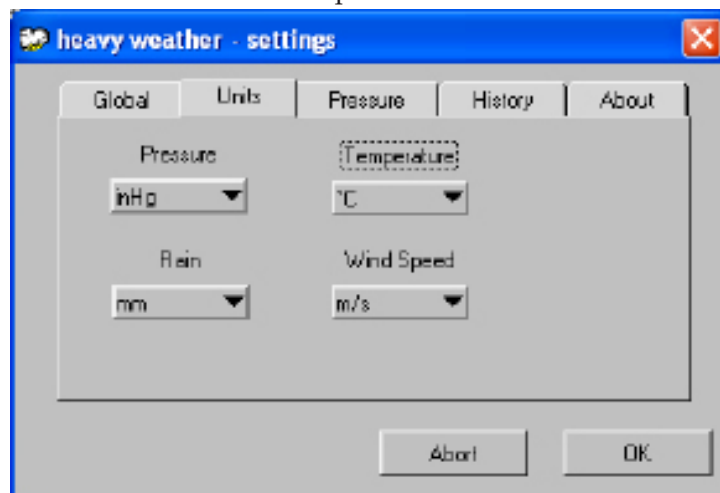 heavy weather - settings
Global Units Pressure History About
Pressure Temperature
inHg °C
Rain Wind Speed
mm m/s
Abort OK